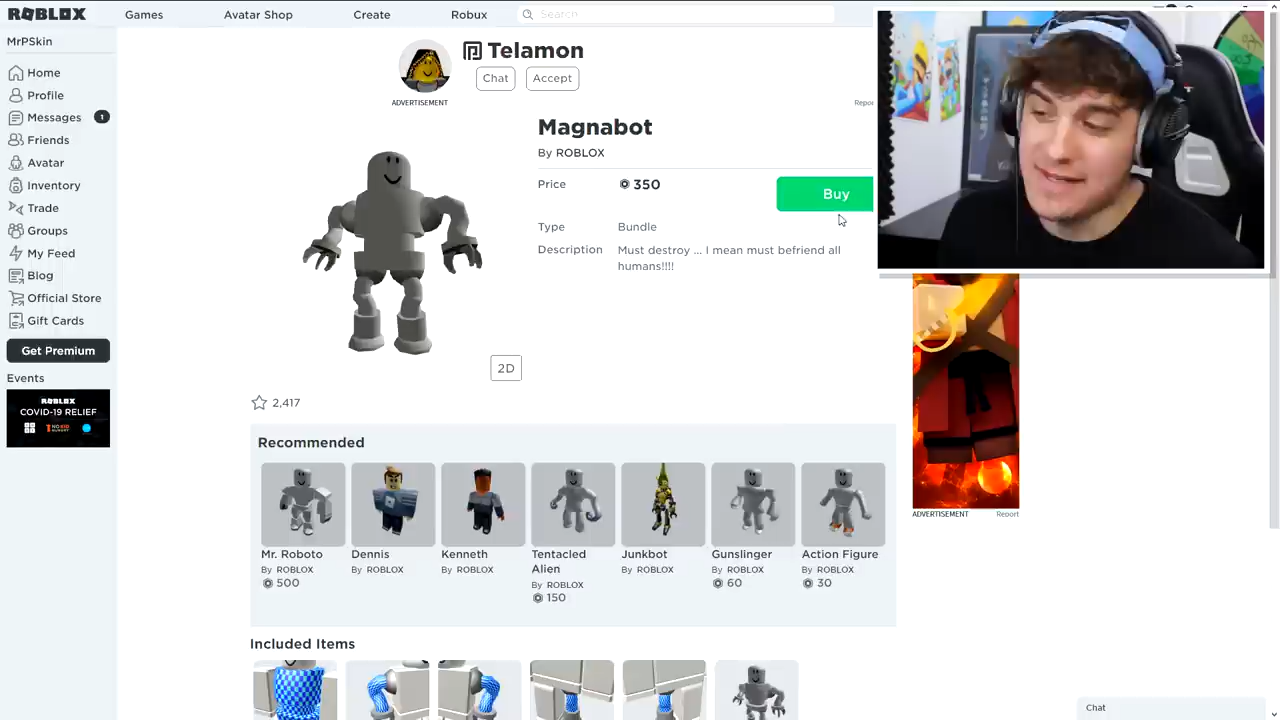 ROBLOX
Games
Avatar Shop
Create
Robux
Search
MrPSkin
Home
Profile
Messages
1
Friends
Avatar
Inventory
Trade
Groups
My Feed
Blog
Official Store
Gift Cards
Get Premium
Events
ROBLOX
COVID-19 RELIEF
Telamon
Chat
Accept
ADVERTISEMENT
Report
Magnabot
By ROBLOX
Price
350
Buy
Type
Bundle
Description
Must destroy ... I mean must befriend all
humans!!!!
2D
2,417
ADVERTISEMENT
Report
Recommended
Mr. Roboto
By ROBLOX
500
Dennis
By ROBLOX
Kenneth
By ROBLOX
Tentacled
Alien
By ROBLOX
150
Junkbot
By ROBLOX
Gunslinger
By ROBLOX
60
Action Figure
By ROBLOX
30
Included Items
Chat